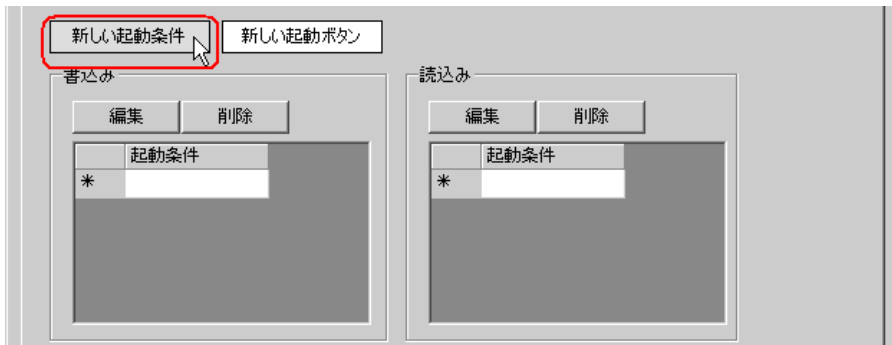 新しい起動条件 新しい起動ボタン
書込み
編集 削除
起動条件
*
読込み
編集 削除
起動条件
*